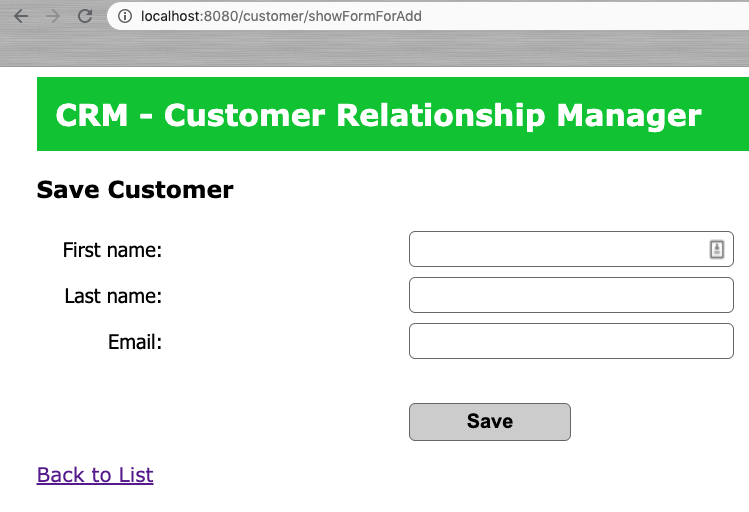 localhost:8080/customer/showFormForAdd
CRM - Customer Relationship Manager
Save Customer
First name:
Last name:
Email:
Save
Back to List